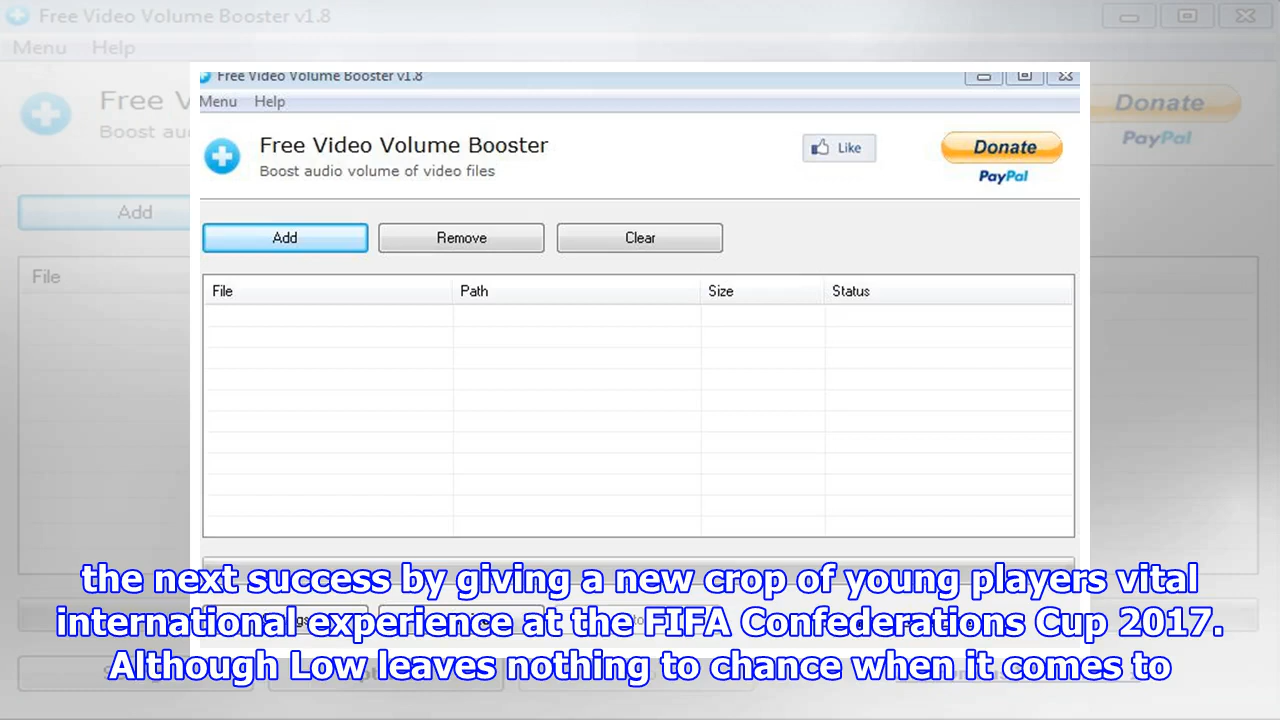 Free Video Volume Booster v1.8
Menu Help
Free V
Boost au
Donate
PayPal
Add
File
Free Video Volume Booster v1.8
Menu Help
Free Video Volume Booster
Boost audio volume of video files
Like
Donate
PayPal
Add Remove Clear
File Path Size Status
the next success by giving a new crop of young players vital
international experience at the FIFA Confederations Cup 2017.
Although Low leaves nothing to chance when it comes to